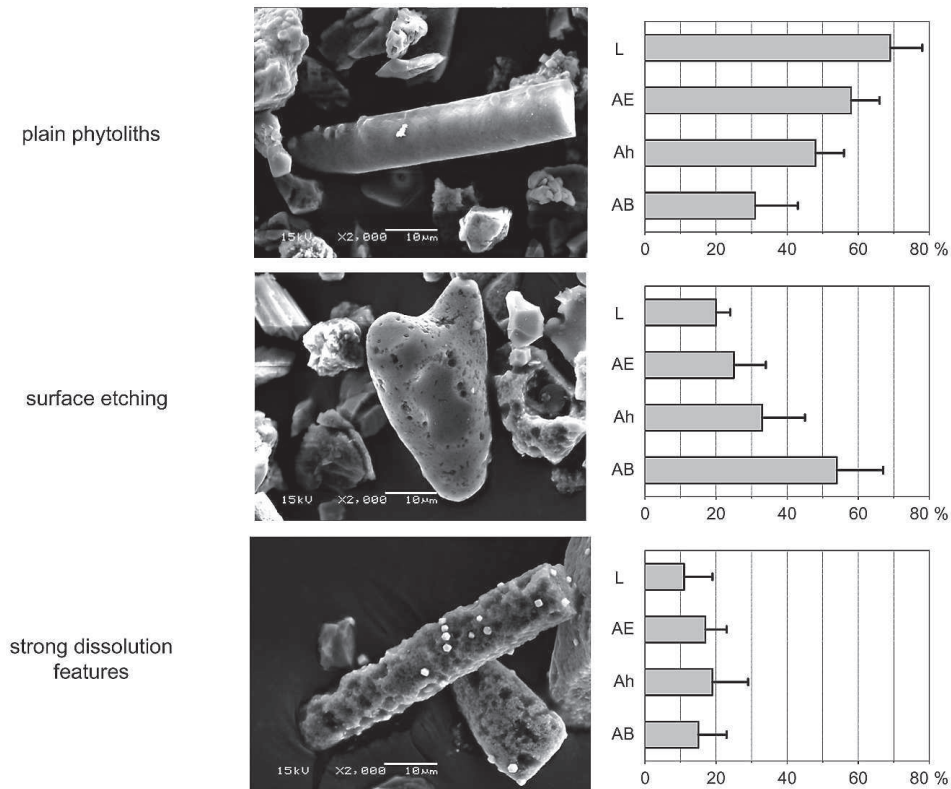 plain phytoliths
15kV X2,000 10μm
L
AE
Ah
AB
0 20 40 60 80 %
surface etching
15kV X2,000 10μm
L
AE
Ah
AB
0 20 40 60 80 %
strong dissolution
features
15kV X2,000 10μm
L
AE
Ah
AB
0 20 40 60 80 %